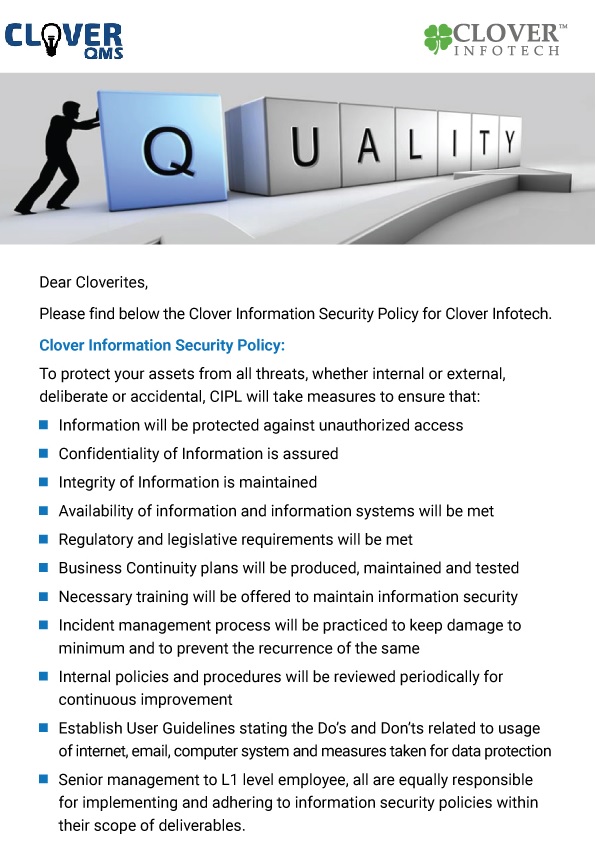 CLOVER
QMS
CLOVER™
INFOTECH
Q U A L I T Y
Dear Cloverites,
Please find below the Clover Information Security Policy for Clover Infotech.
Clover Information Security Policy:
To protect your assets from all threats, whether internal or external,
deliberate or accidental, CIPL will take measures to ensure that:
Information will be protected against unauthorized access
Confidentiality of Information is assured
Integrity of Information is maintained
Availability of information and information systems will be met
Regulatory and legislative requirements will be met
Business Continuity plans will be produced, maintained and tested
Necessary training will be offered to maintain information security
Incident management process will be practiced to keep damage to
minimum and to prevent the recurrence of the same
Internal policies and procedures will be reviewed periodically for
continuous improvement
Establish User Guidelines stating the Do’s and Don’ts related to usage
of internet, email, computer system and measures taken for data protection
Senior management to L1 level employee, all are equally responsible
for implementing and adhering to information security policies within
their scope of deliverables.